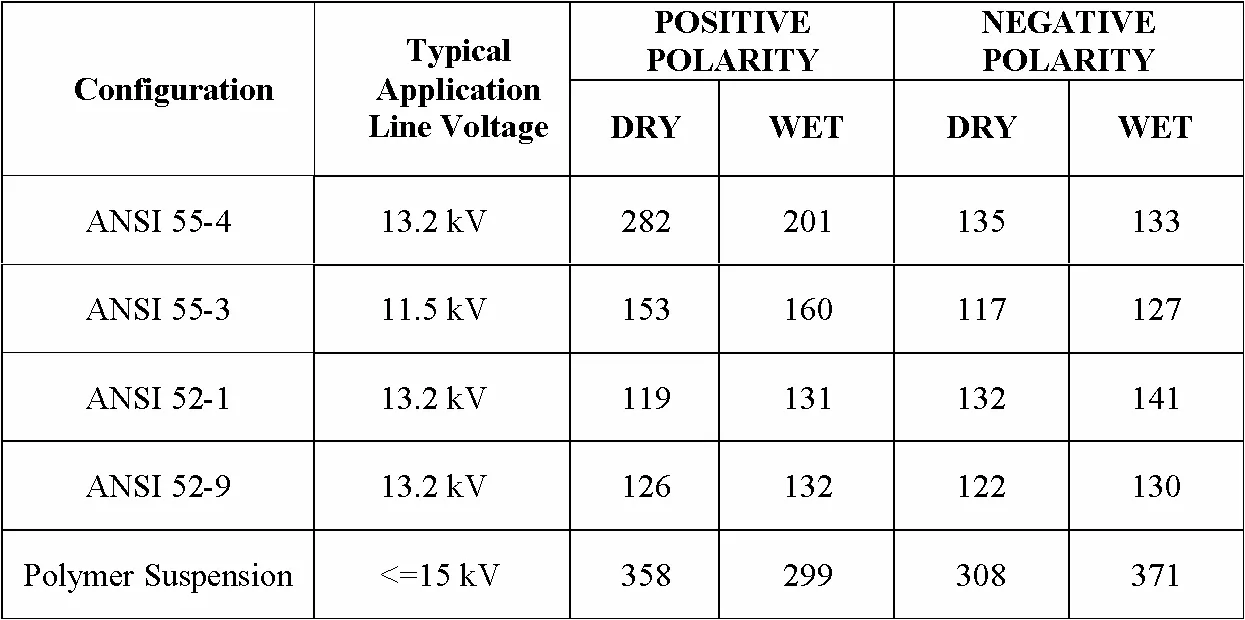 Configuration
Typical
Application
Line Voltage
POSITIVE
POLARITY
NEGATIVE
POLARITY
DRY WET DRY WET
ANSI 55-4 13.2 kV 282 201 135 133
ANSI 55-3 11.5 kV 153 160 117 127
ANSI 52-1 13.2 kV 119 131 132 141
ANSI 52-9 13.2 kV 126 132 122 130
Polymer Suspension <=15 kV 358 299 308 371